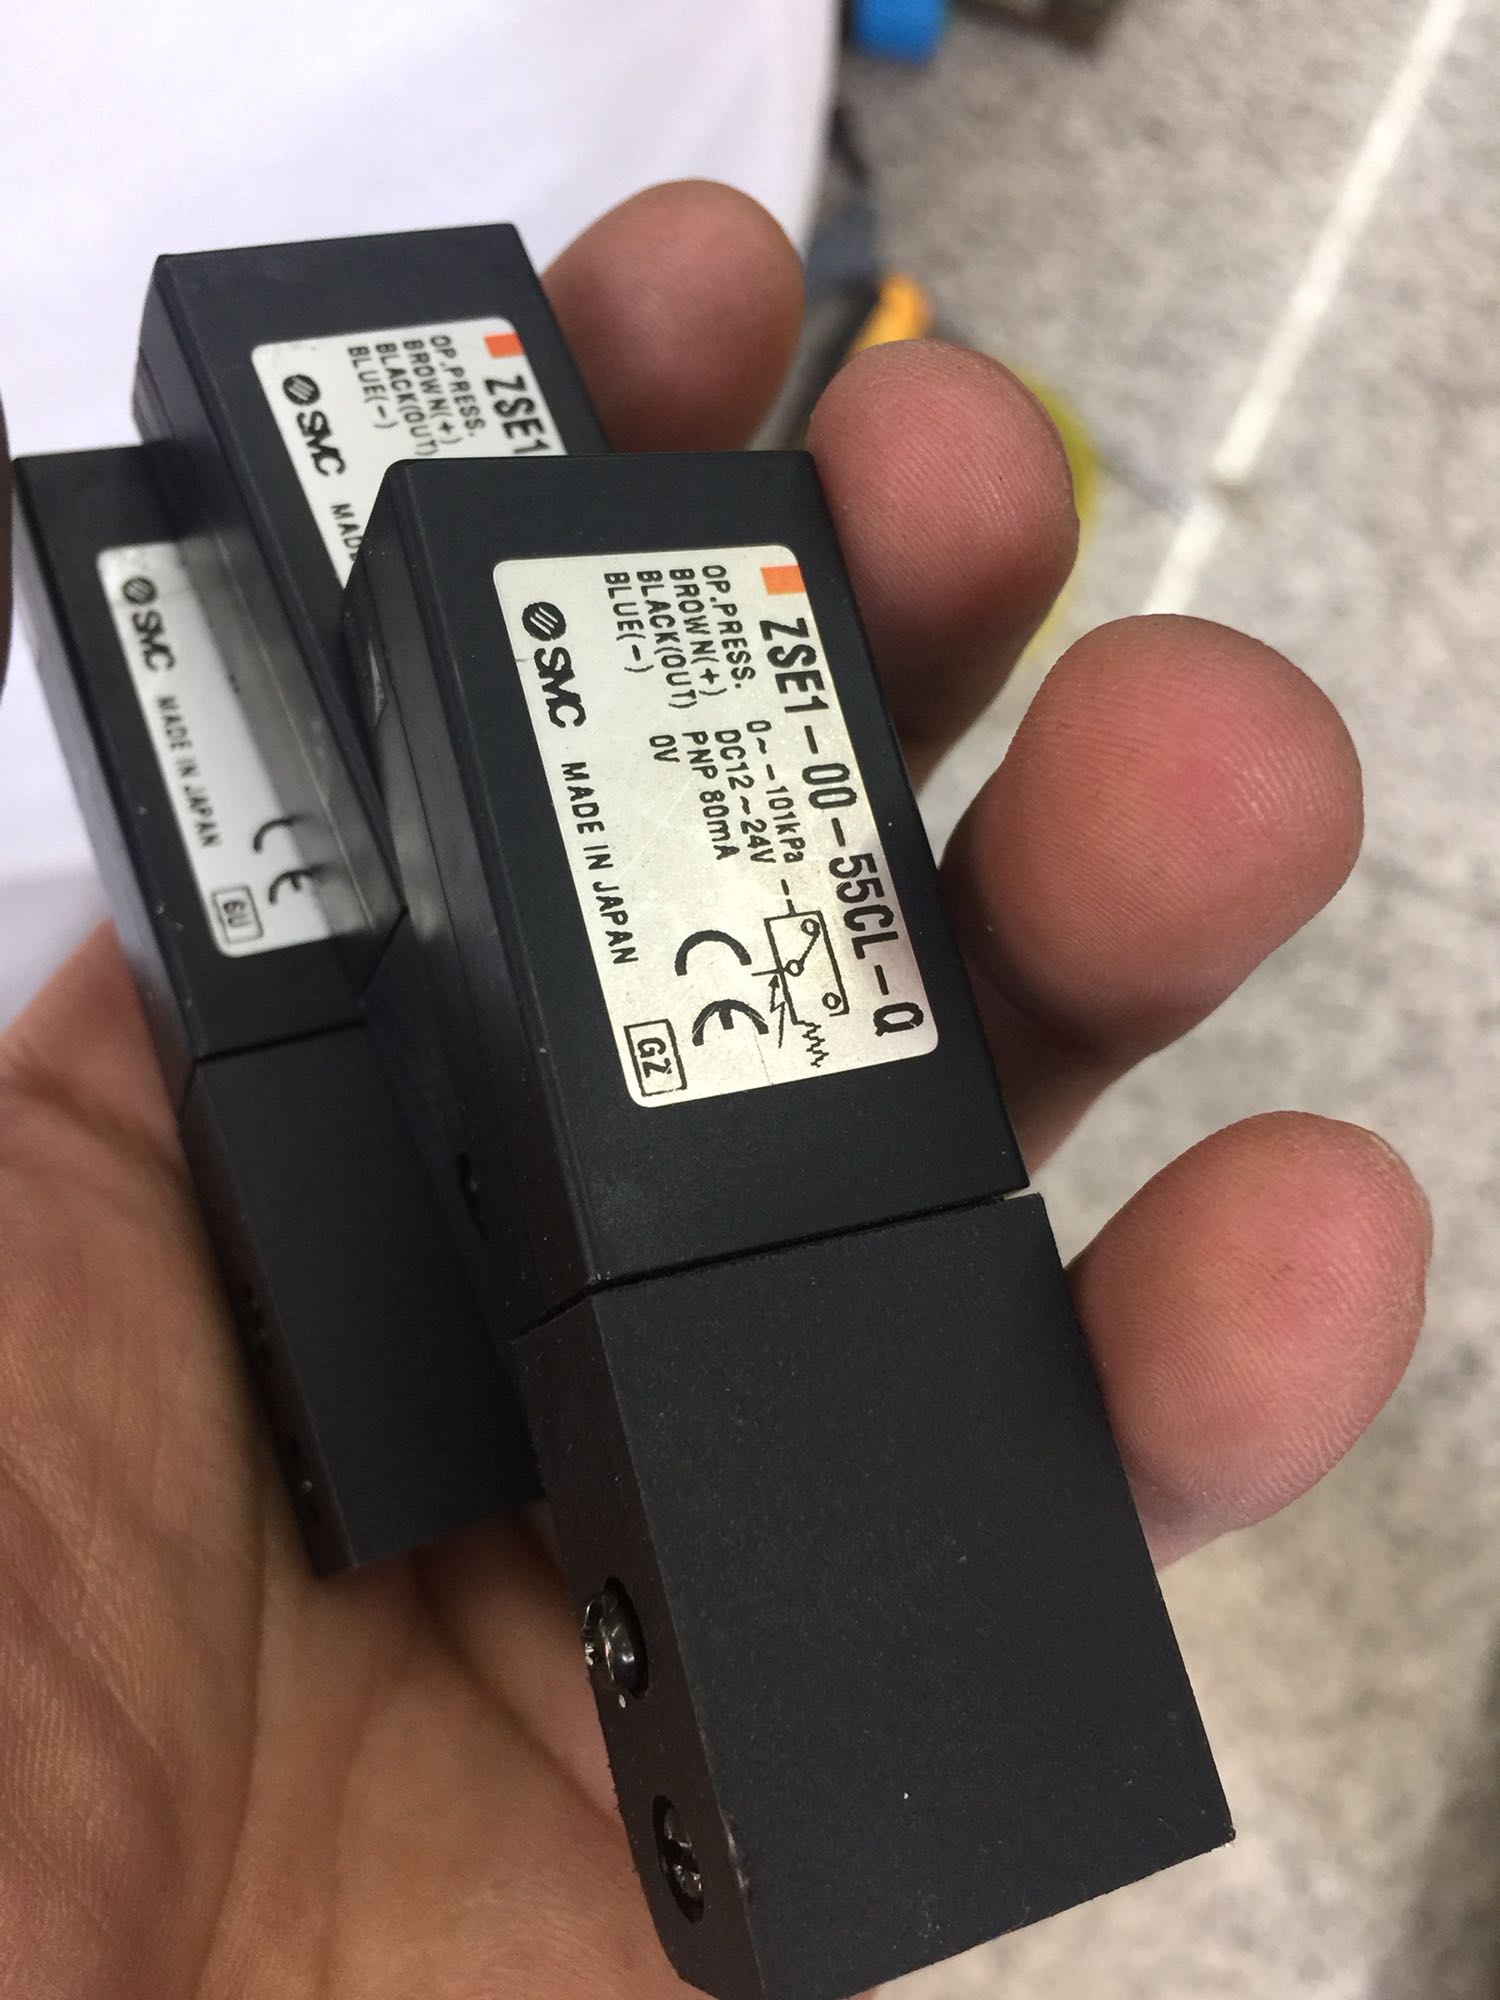 ZSE1-00-55CL-Q
OP.PRESS. 0~-101kPa
BROWN(+) DC12~24V
BLACK(OUT) PNP 80mA
BLUE(-) 0V
SMC MADE IN JAPAN
CE
GZ
ZSE1
OP.PRESS.
BROWN(+)
BLACK(OUT)
BLUE(-)
SMC
SMC MADE IN JAPAN
CE
6U